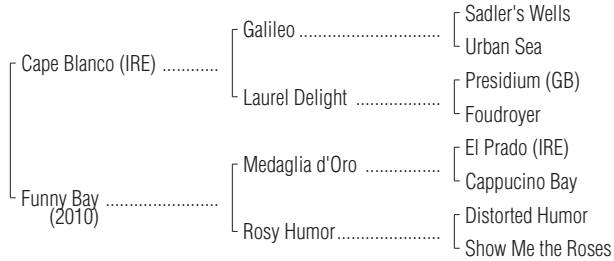 Sadler's Wells
Galileo ........................
Urban Sea
Cape Blanco (IRE) ............
Presidium (GB)
Laurel Delight ..................
Foudroyer
El Prado (IRE)
Medaglia d'Oro ................
Cappucino Bay
Funny Bay ........................
(2010)
Distorted Humor
Rosy Humor......................
Show Me the Roses